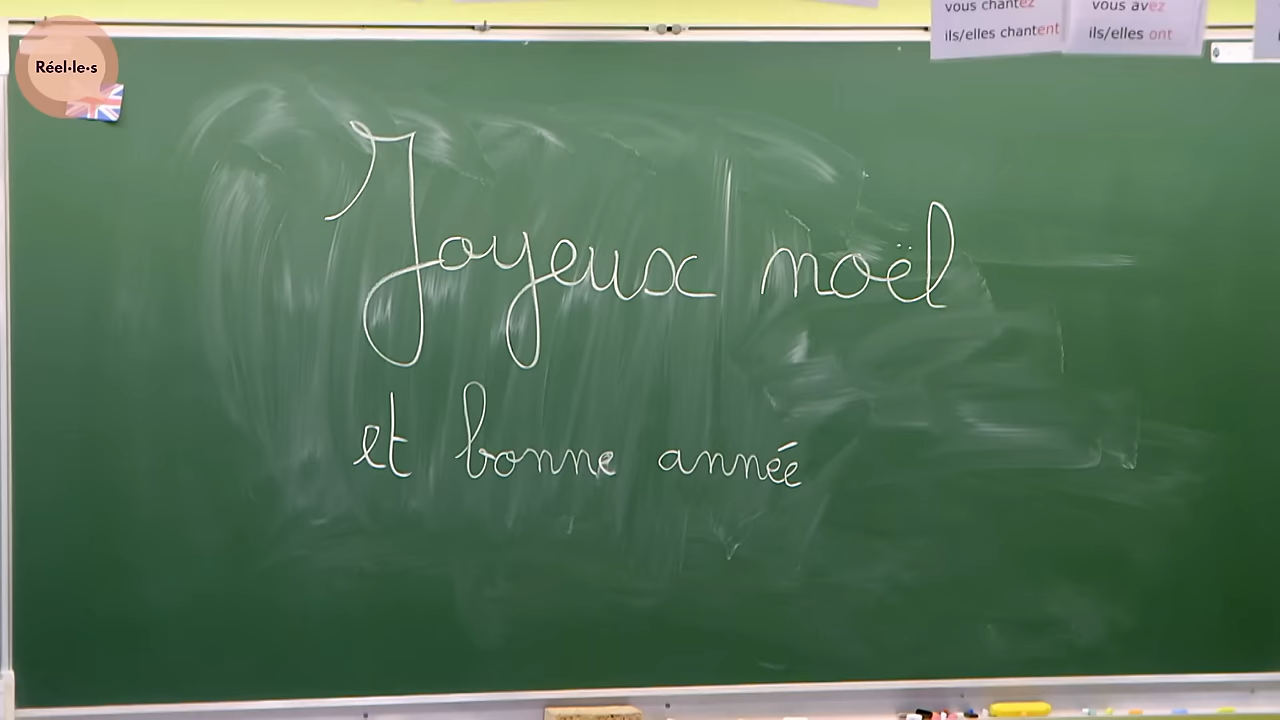 Réel·le·s
vous chantez
ils/elles chantent
vous avez
ils/elles ont
Joyeux noël
et bonne année